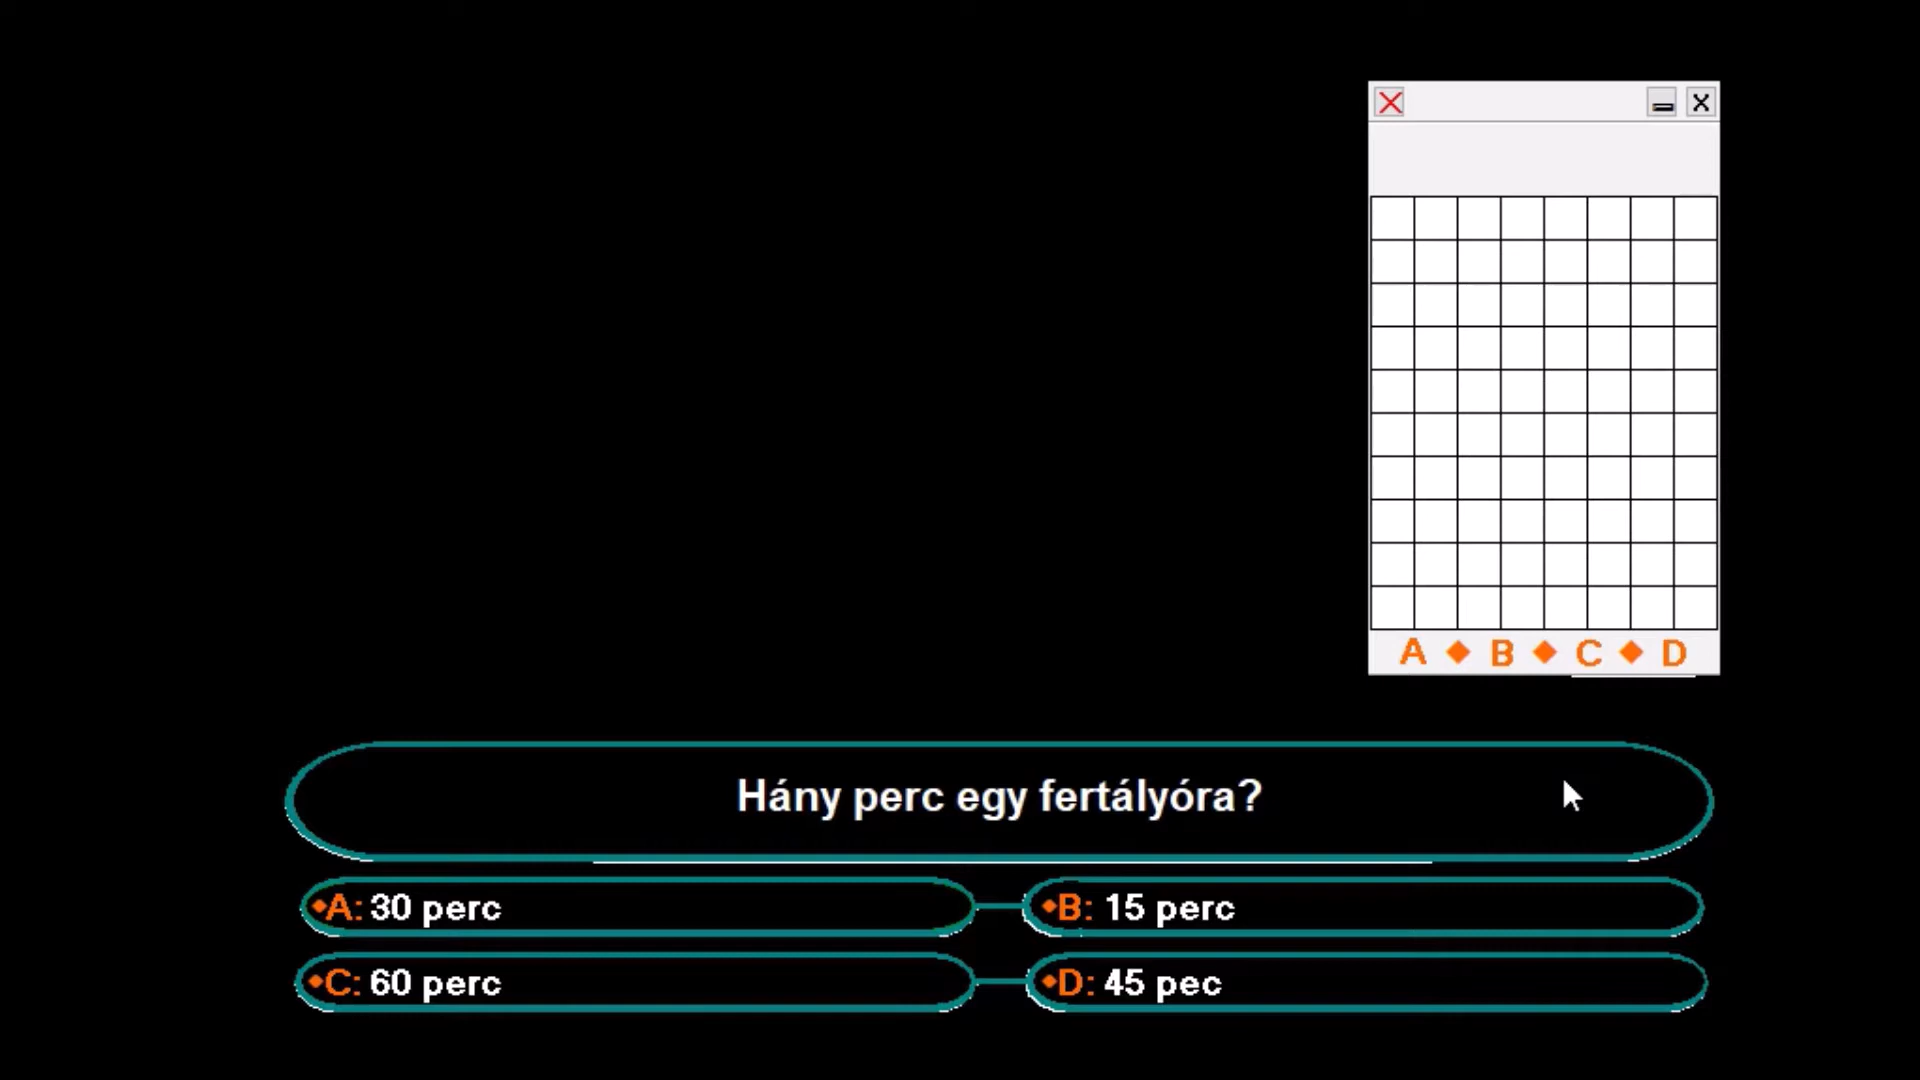 A ◆ B ◆ C ◆ D
Hány perc egy fertályóra?
◆A: 30 perc
◆B: 15 perc
◆C: 60 perc
◆D: 45 pec